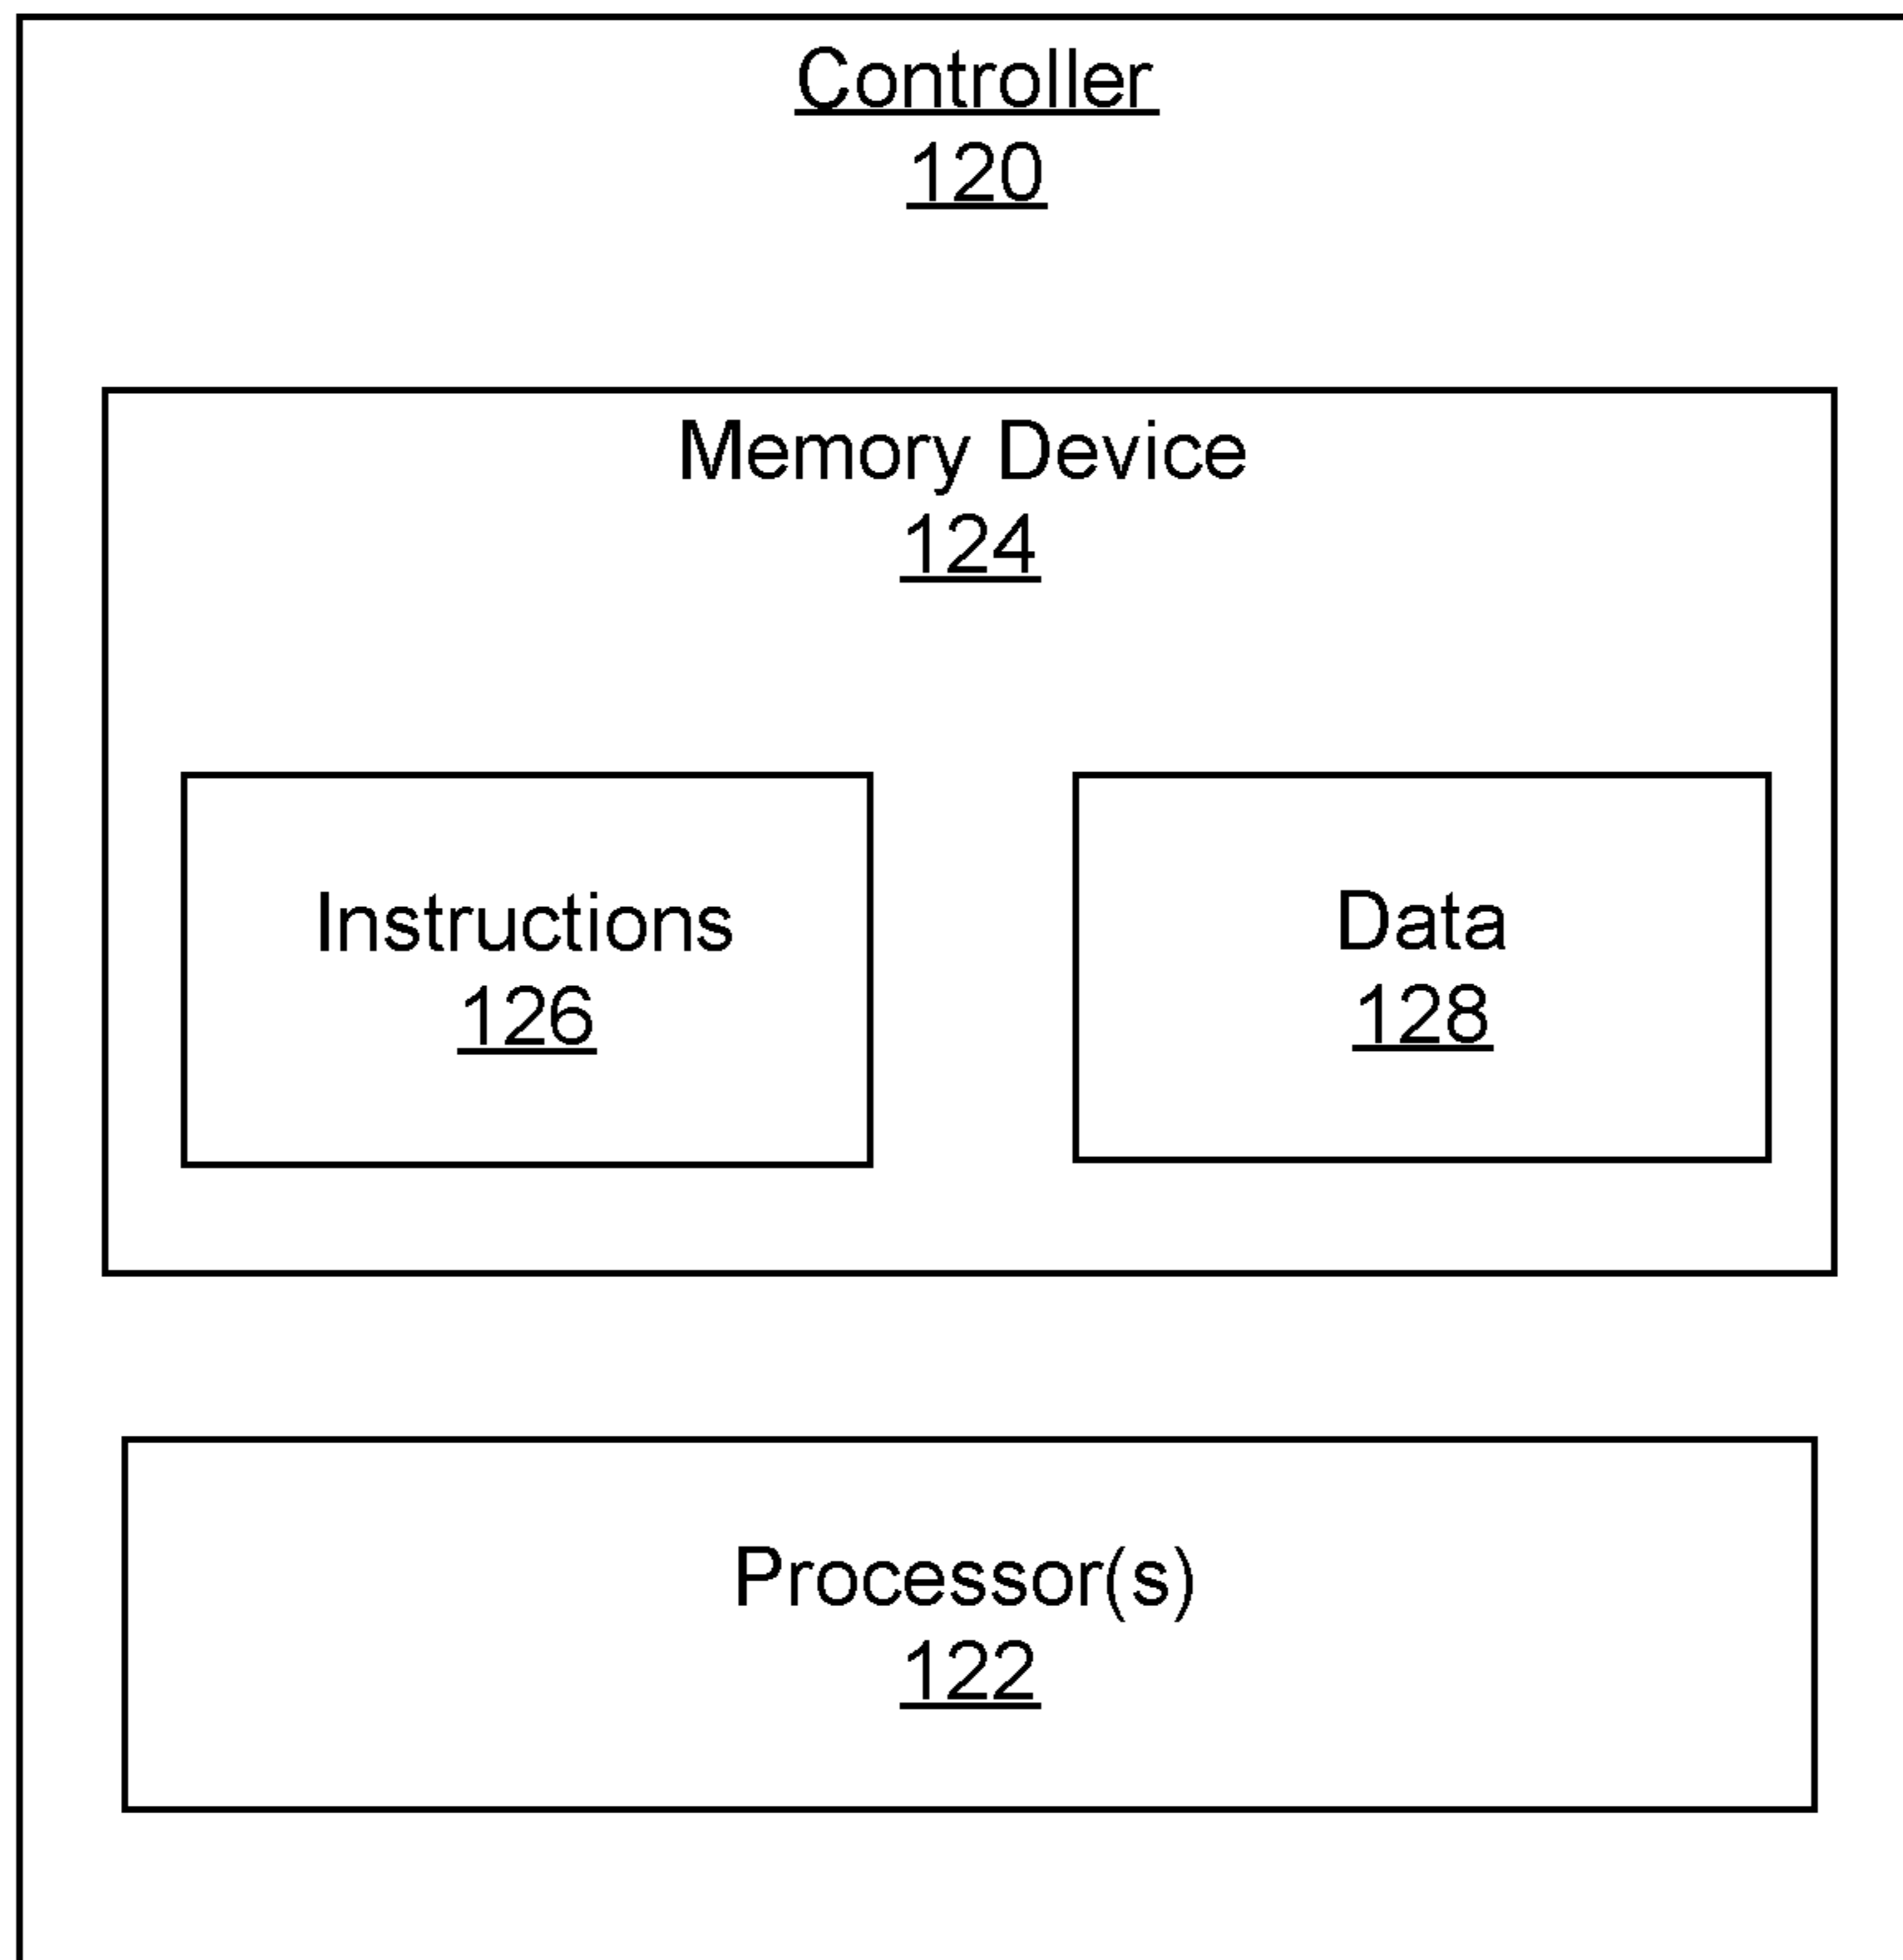 Controller
120
Memory Device
124
Instructions
126
Data
128
Processor(s)
122